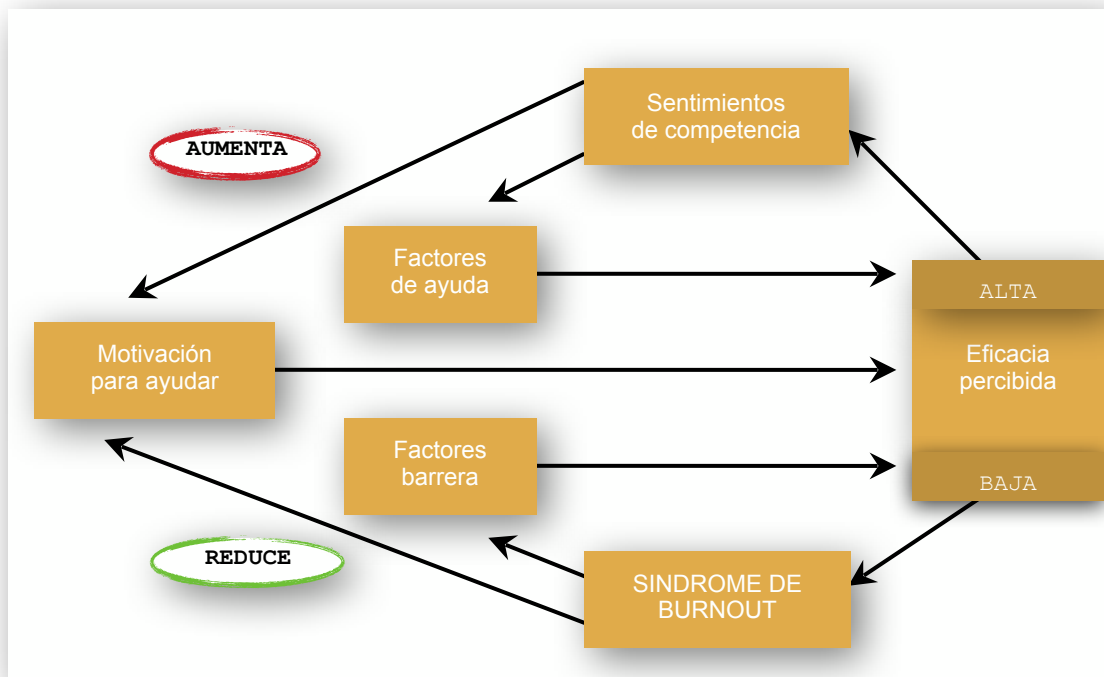 Sentimientos
de competencia
AUMENTA
Factores
de ayuda
ALTA
Motivación
para ayudar
Eficacia
percibida
Factores
barrera
BAJA
REDUCE
SINDROME DE
BURNOUT